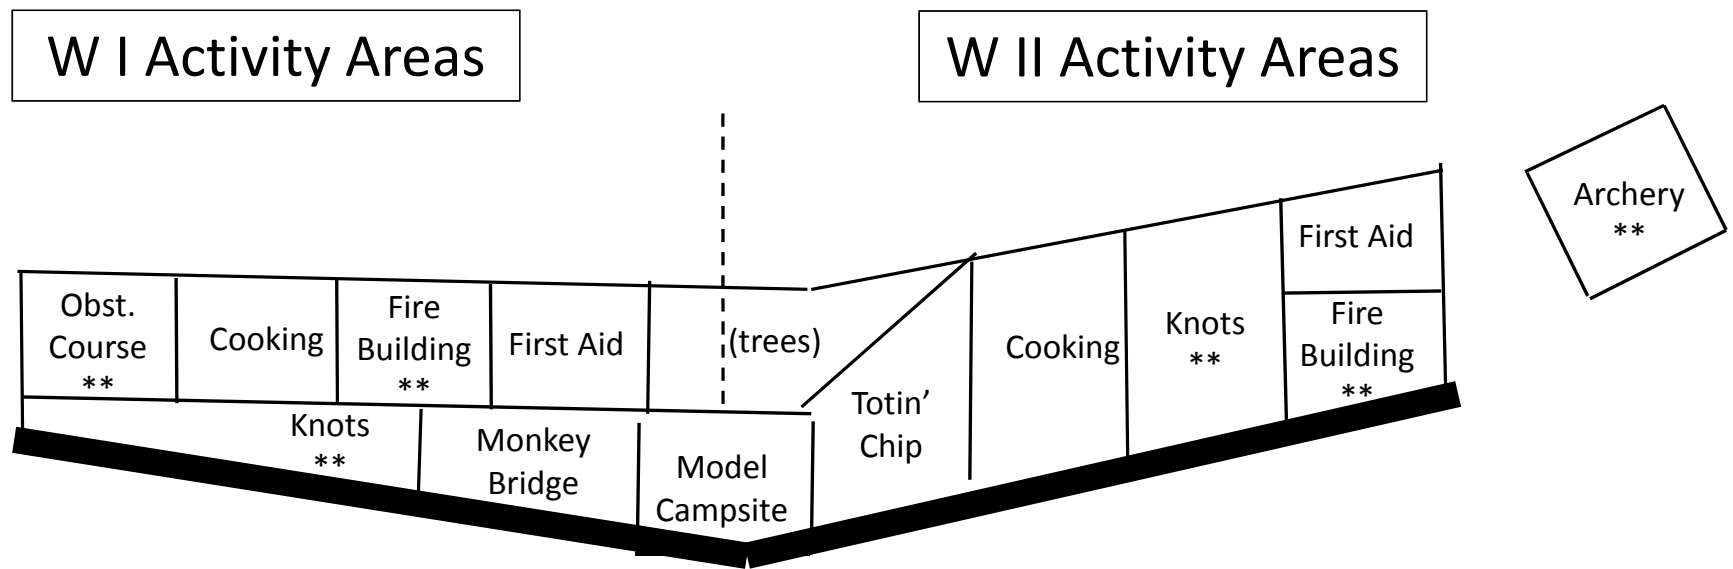 W I Activity Areas
W II Activity Areas
Obst.
Course
**
Cooking
Fire
Building
**
First Aid
(trees)
Knots
**
Monkey
Bridge
Model
Campsite
Totin’
Chip
Cooking
Knots
**
First Aid
Fire
Building
**
Archery
**